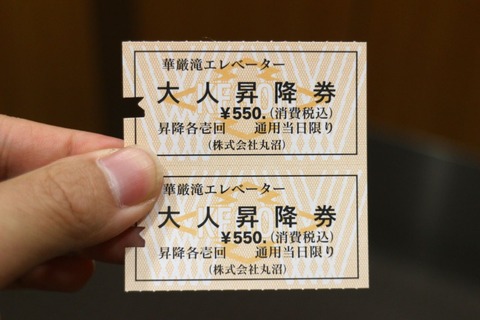 華厳滝エレベーター
大人昇降券
¥550.(消費税込)
昇降各壱回 通用当日限り
(株式会社丸沼)
華厳滝エレベーター
大人昇降券
¥550.(消費税込)
昇降各壱回 通用当日限り
(株式会社丸沼)